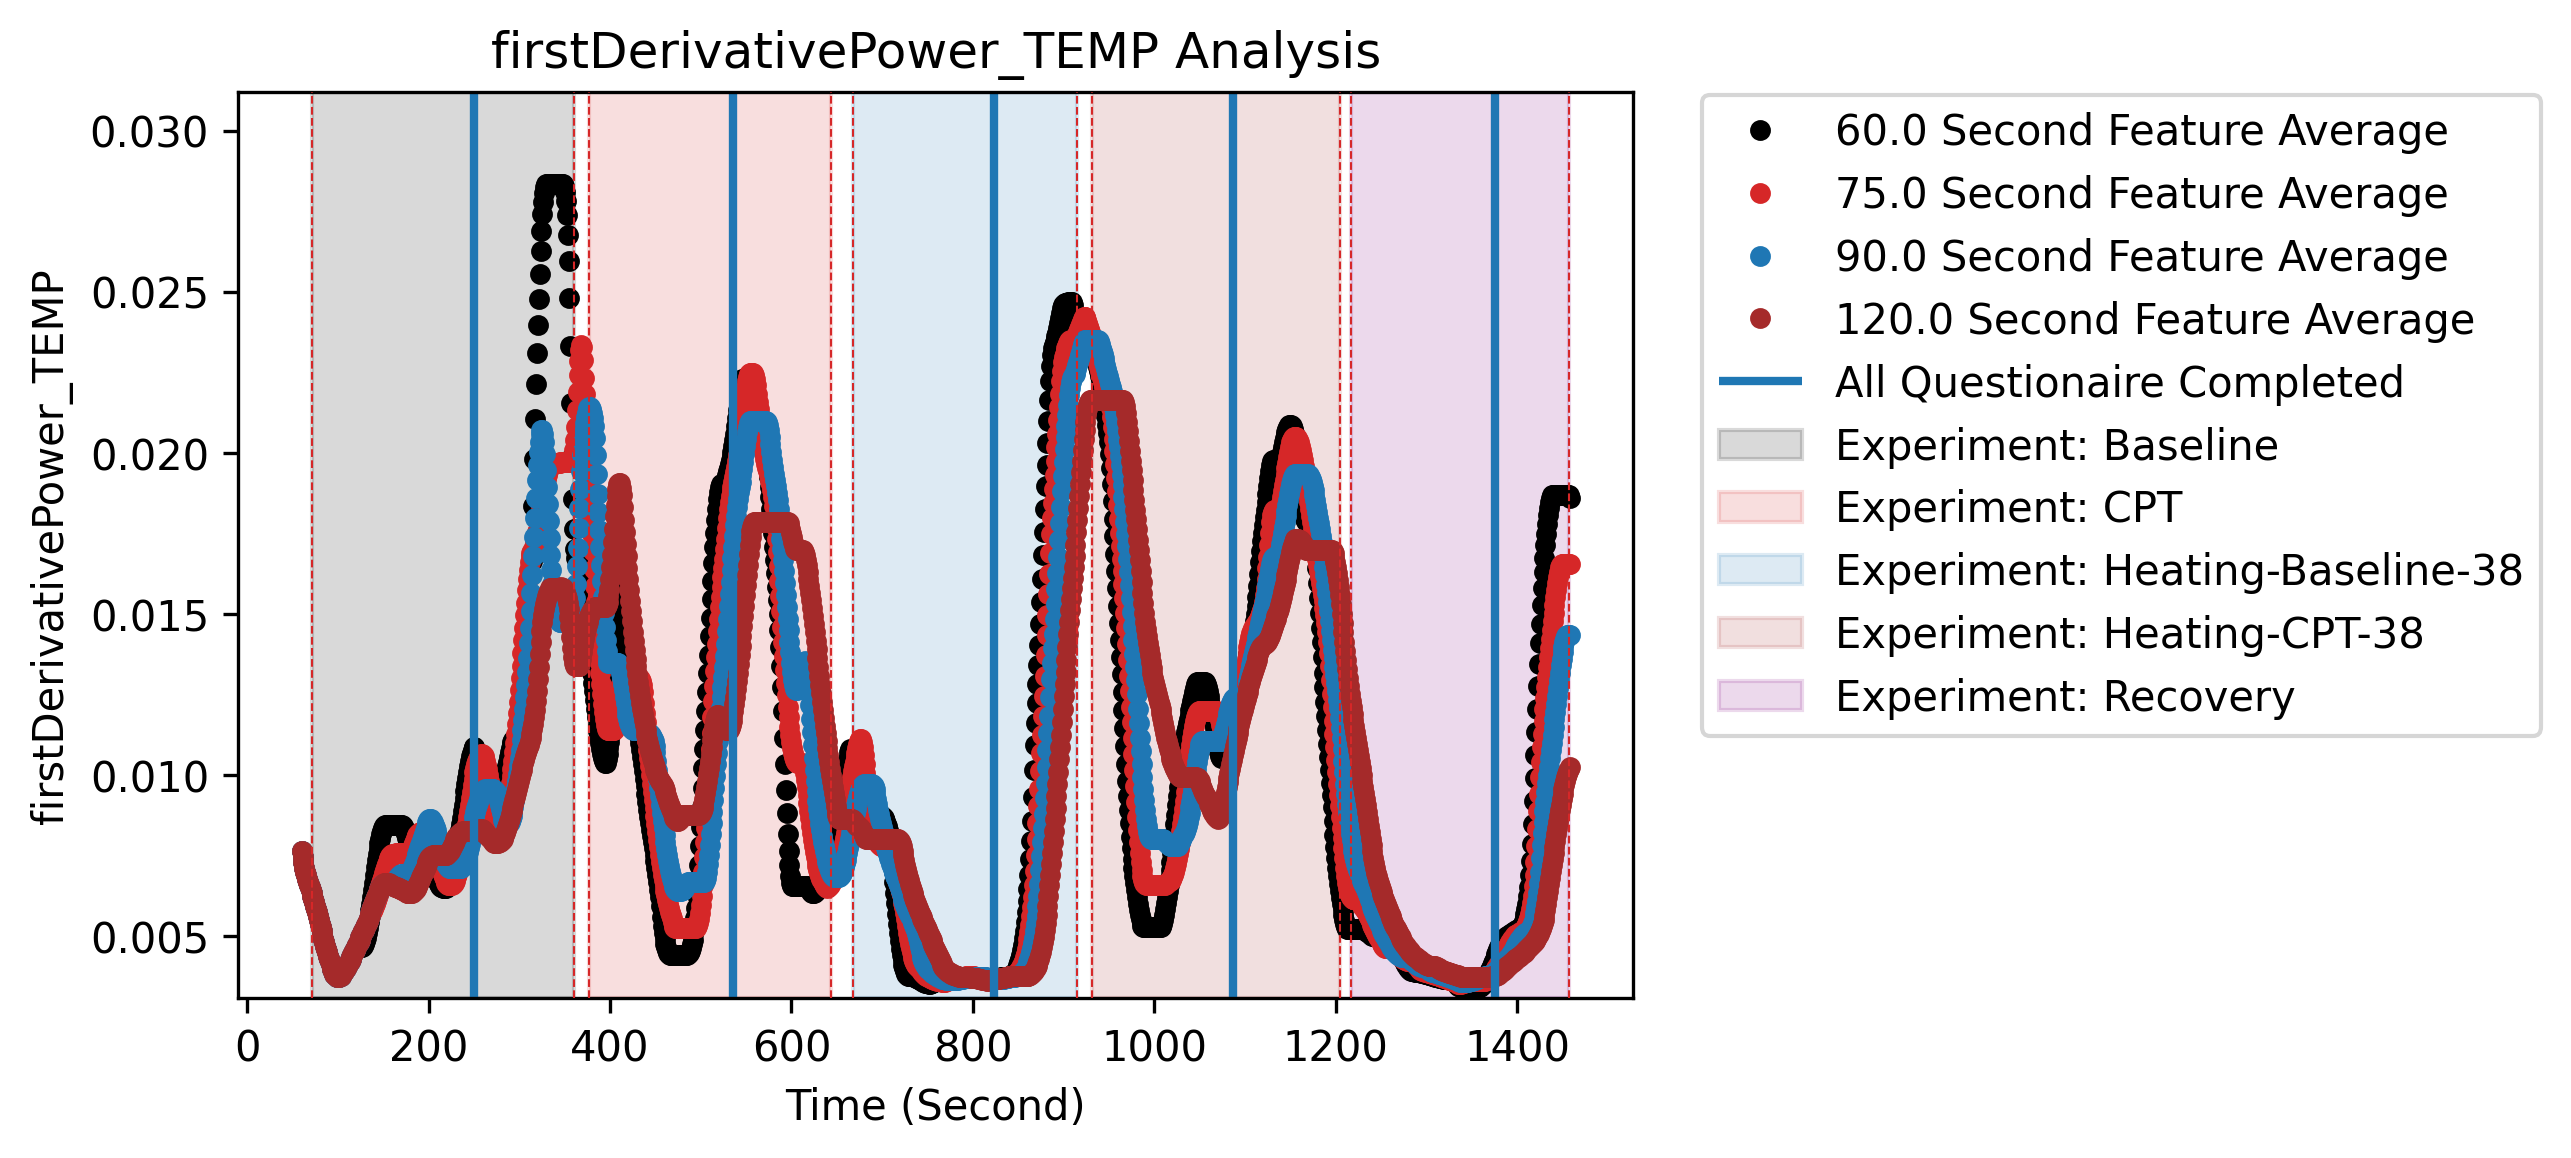 firstDerivativePower_TEMP Analysis
firstDerivativePower_TEMP
0.030
0.025
0.020
0.015
0.010
0.005
0 200 400 600 800 1000 1200 1400
Time (Second)
60.0 Second Feature Average
75.0 Second Feature Average
90.0 Second Feature Average
120.0 Second Feature Average
All Questionaire Completed
Experiment: Baseline
Experiment: CPT
Experiment: Heating-Baseline-38
Experiment: Heating-CPT-38
Experiment: Recovery